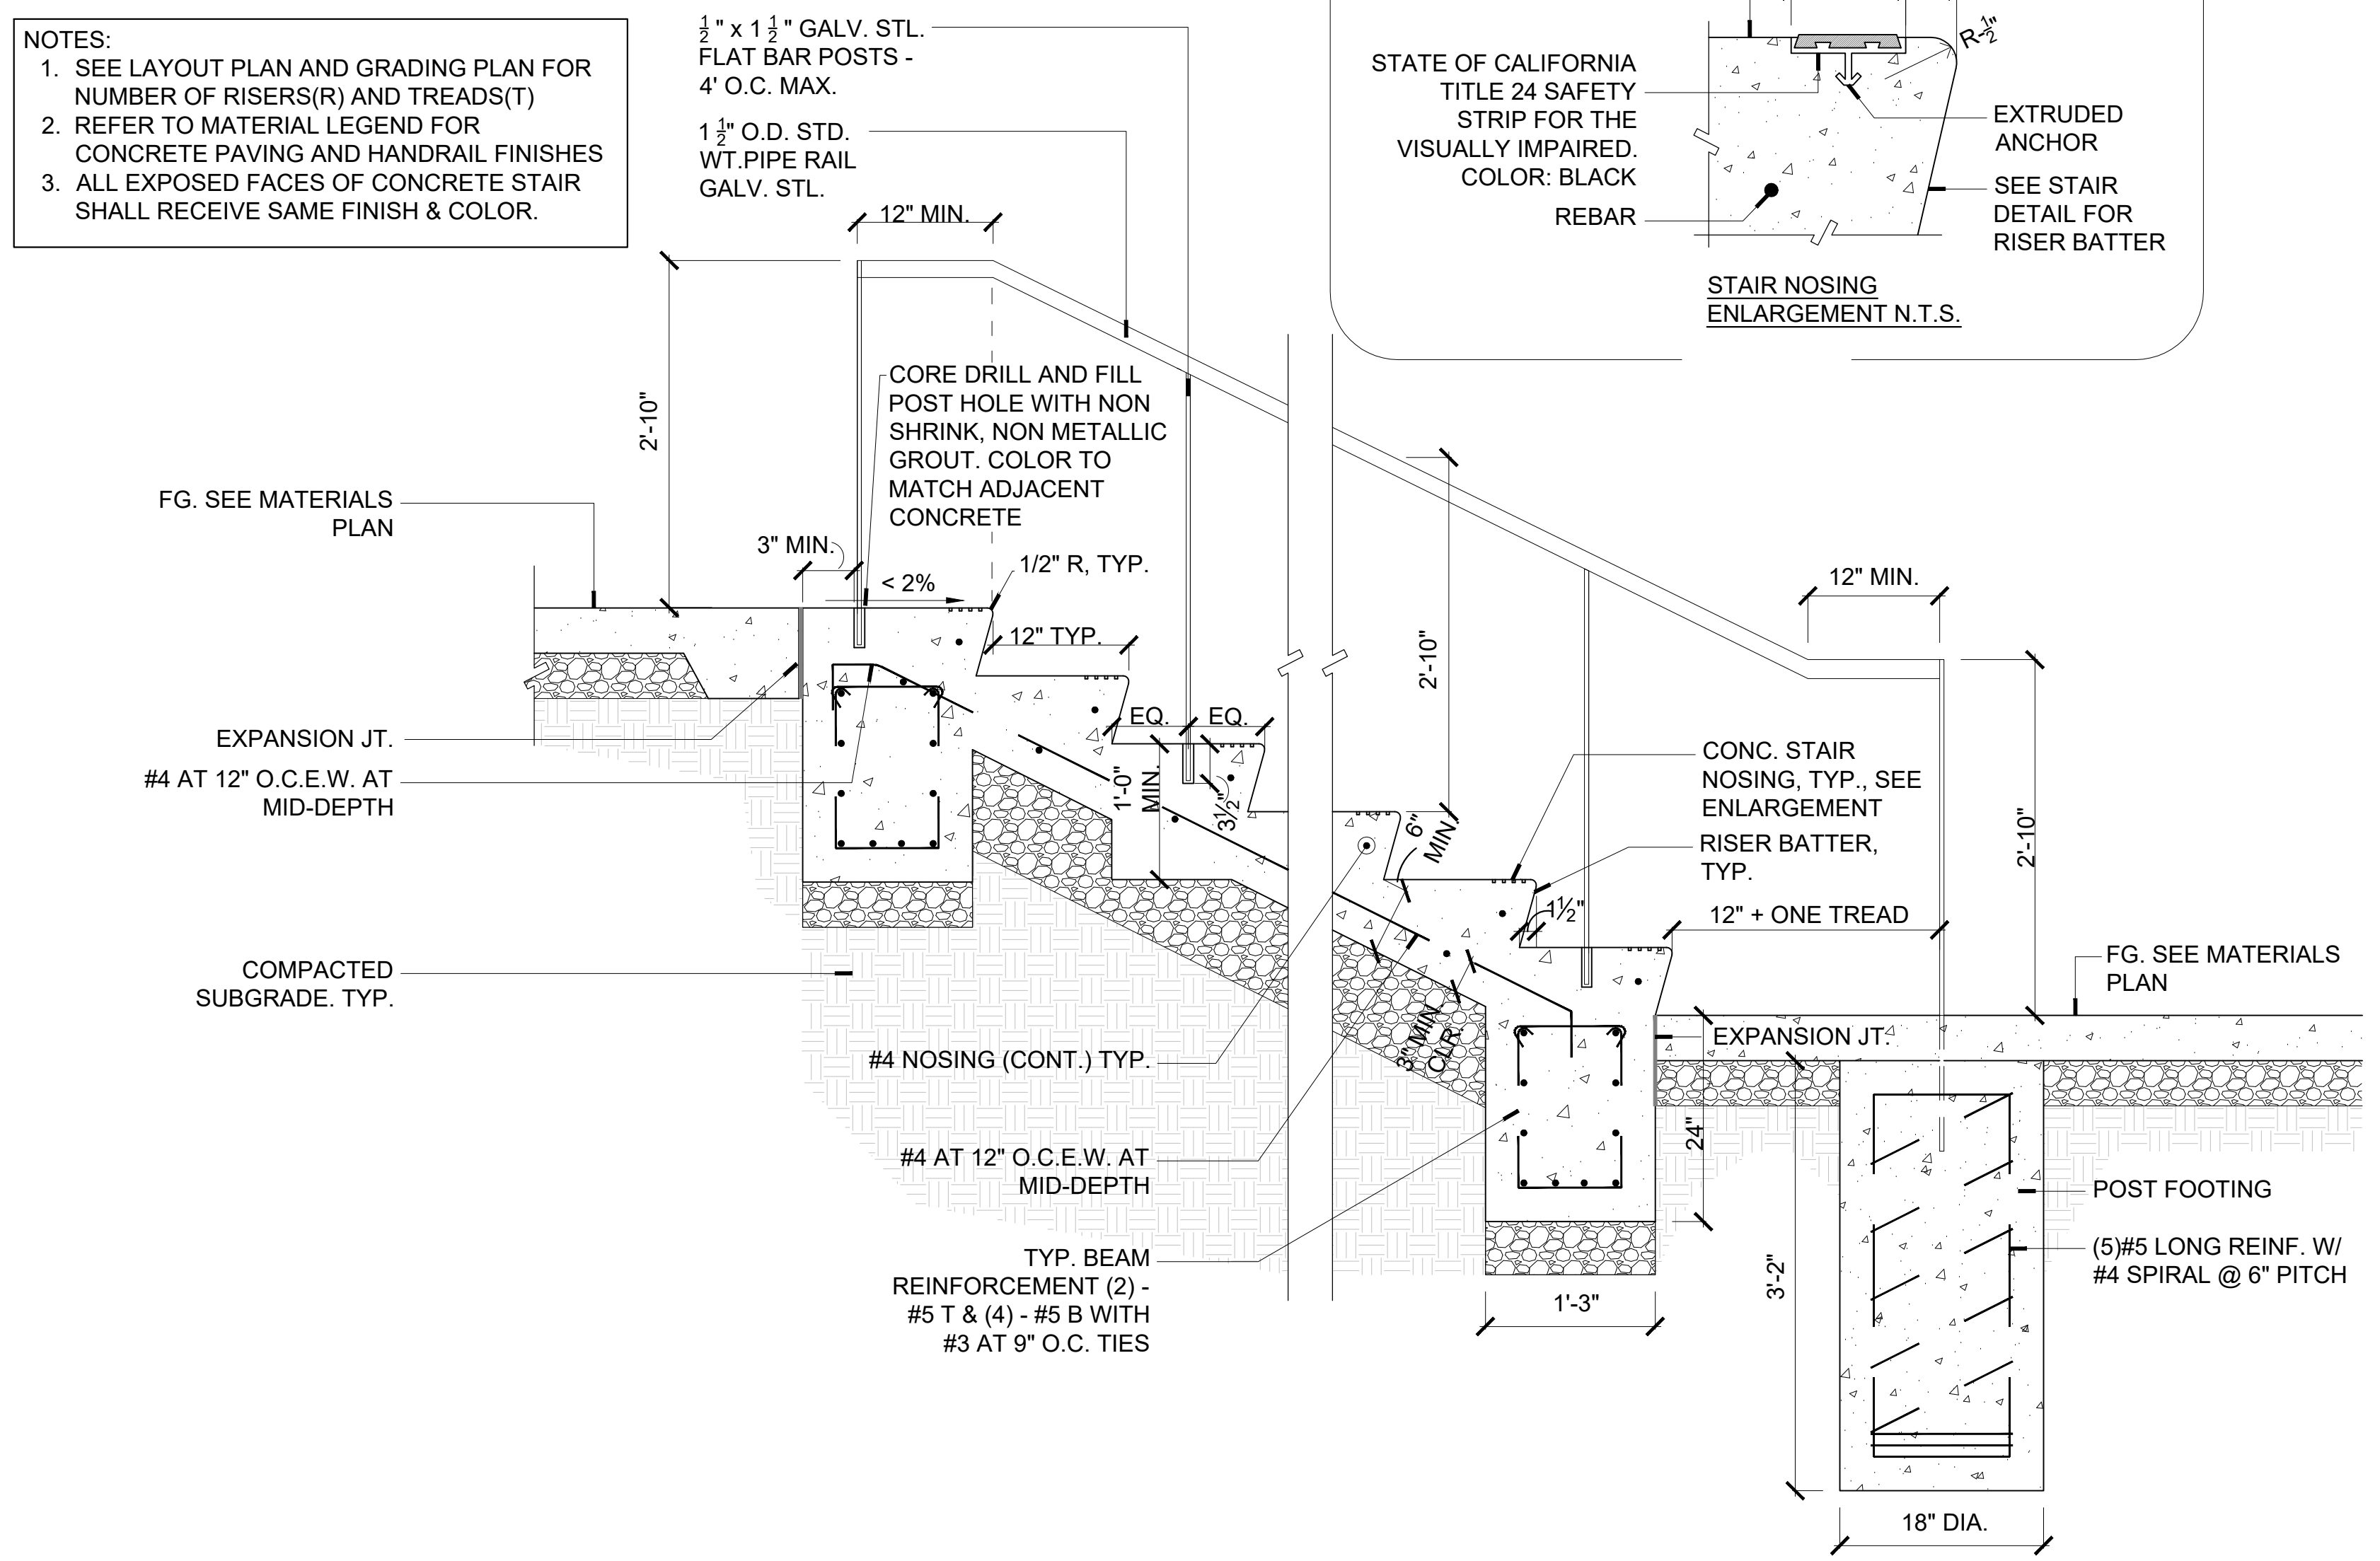 NOTES:
1. SEE LAYOUT PLAN AND GRADING PLAN FOR
NUMBER OF RISERS(R) AND TREADS(T)
2. REFER TO MATERIAL LEGEND FOR
CONCRETE PAVING AND HANDRAIL FINISHES
3. ALL EXPOSED FACES OF CONCRETE STAIR
SHALL RECEIVE SAME FINISH & COLOR.
1/2" x 1 1/2" GALV. STL.
FLAT BAR POSTS -
4' O.C. MAX.
1 1/2" O.D. STD.
WT.PIPE RAIL
GALV. STL.
STATE OF CALIFORNIA
TITLE 24 SAFETY
STRIP FOR THE
VISUALLY IMPAIRED.
COLOR: BLACK
REBAR
R-1/2"
EXTRUDED
ANCHOR
SEE STAIR
DETAIL FOR
RISER BATTER
STAIR NOSING
ENLARGEMENT N.T.S.
12" MIN.
2'-10"
CORE DRILL AND FILL
POST HOLE WITH NON
SHRINK, NON METALLIC
GROUT. COLOR TO
MATCH ADJACENT
CONCRETE
FG. SEE MATERIALS
PLAN
3" MIN.
< 2%
1/2" R, TYP.
12" TYP.
EXPANSION JT.
#4 AT 12" O.C.E.W. AT
MID-DEPTH
EQ.
EQ.
1'-0"
MIN.
3 1/2"
2'-10"
6"
MIN.
12" MIN.
CONC. STAIR
NOSING, TYP., SEE
ENLARGEMENT
RISER BATTER,
TYP.
1 1/2"
12" + ONE TREAD
2'-10"
FG. SEE MATERIALS
PLAN
COMPACTED
SUBGRADE. TYP.
#4 NOSING (CONT.) TYP.
3" MIN.
CLR.
EXPANSION JT.
24"
#4 AT 12" O.C.E.W. AT
MID-DEPTH
POST FOOTING
(5)#5 LONG REINF. W/
#4 SPIRAL @ 6" PITCH
TYP. BEAM
REINFORCEMENT (2) -
#5 T & (4) - #5 B WITH
#3 AT 9" O.C. TIES
1'-3"
3'-2"
18" DIA.